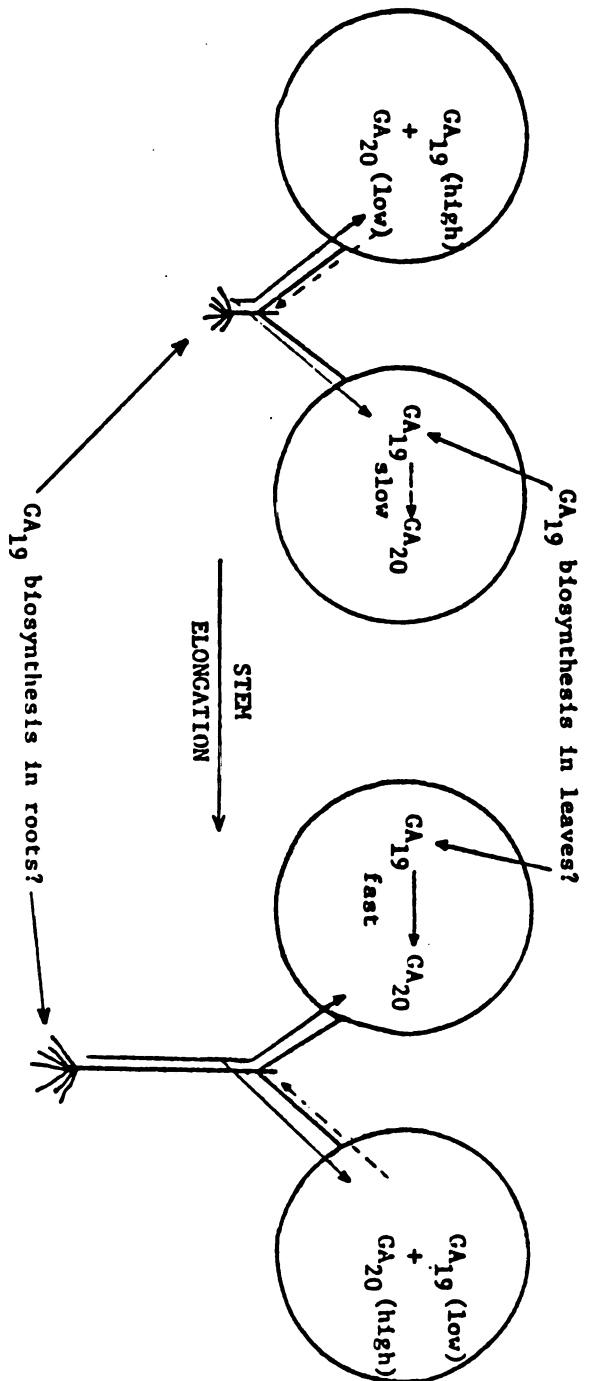 GA19 biosynthesis in leaves?
GA19 (high)
+
GA20 (low)
GA19 → GA20
slow
STEM
ELONGATION
GA19 → GA20
fast
GA19 (low)
+
GA20 (high)
GA19 biosynthesis in roots?